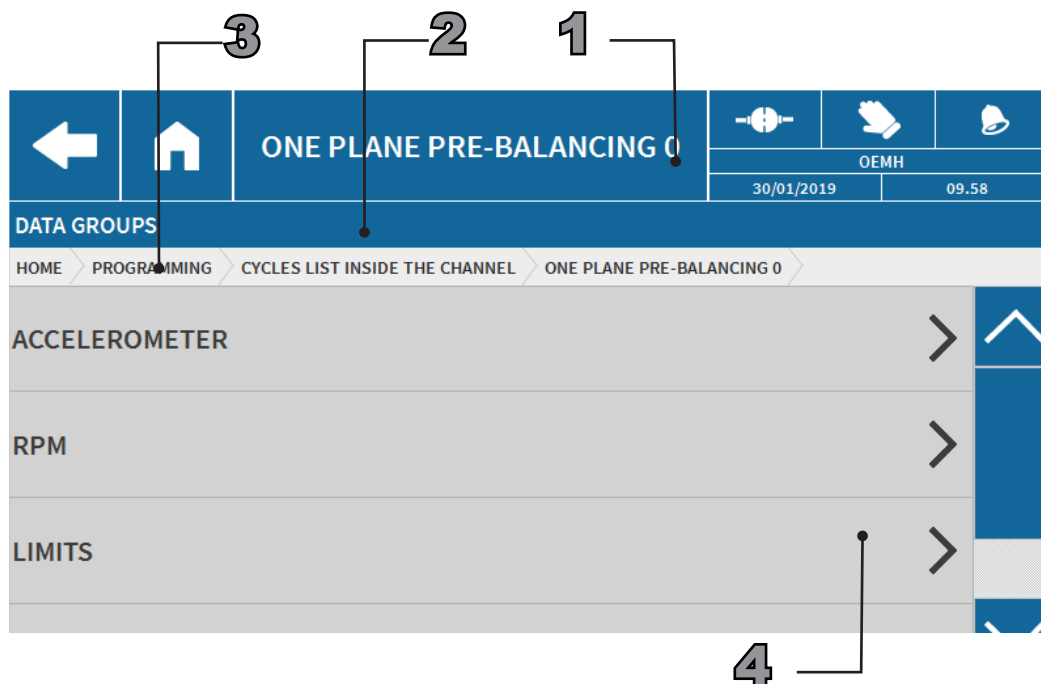 3 2 1
ONE PLANE PRE-BALANCING 0
OEMH
30/01/2019 09.58
DATA GROUPS
HOME PROGRAMMING CYCLES LIST INSIDE THE CHANNEL ONE PLANE PRE-BALANCING 0
ACCELEROMETER
RPM
LIMITS
4